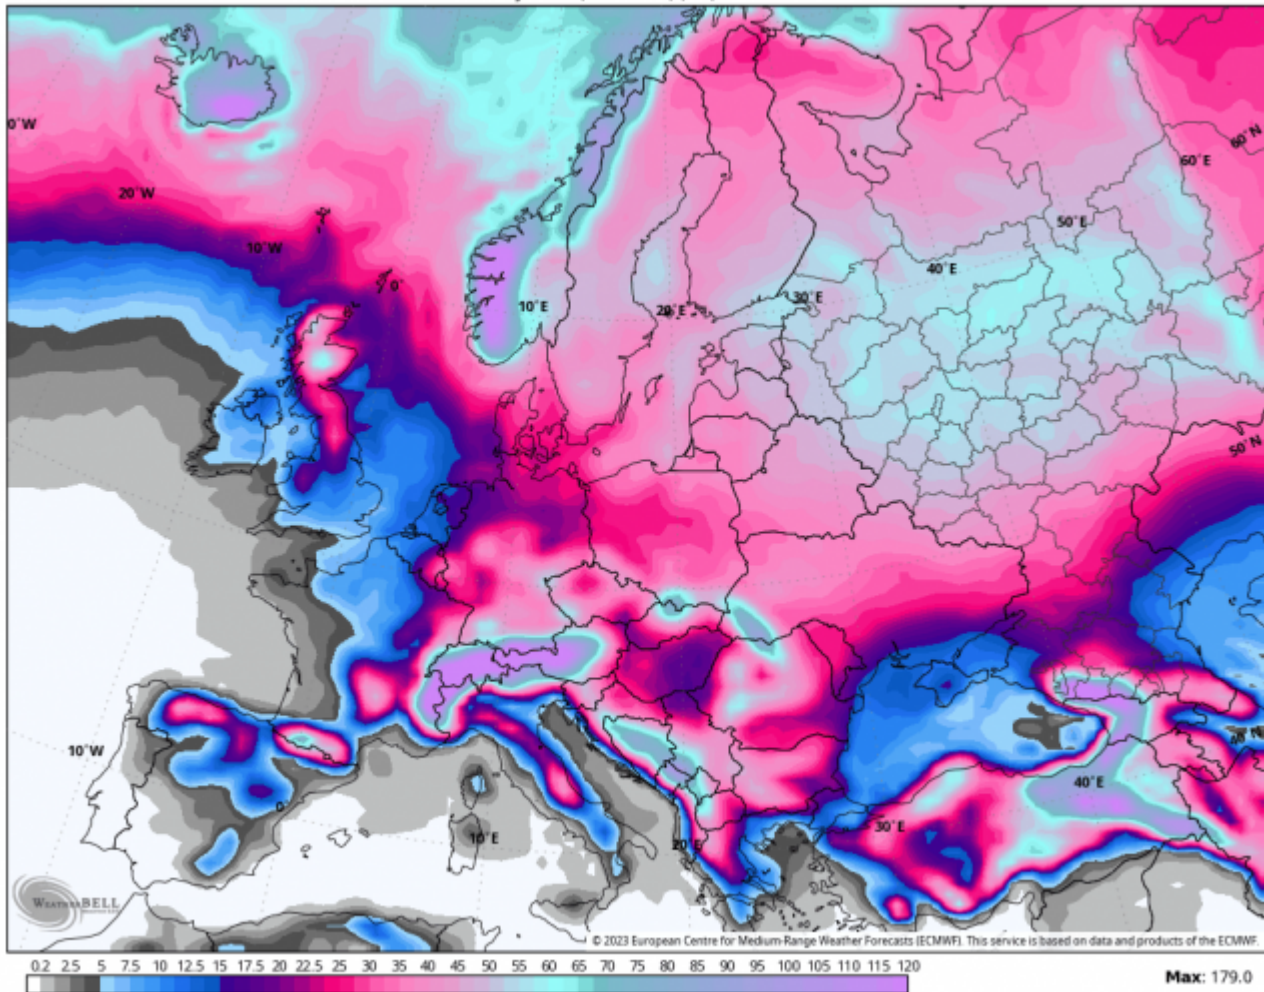 0°W
20°W
10°W
0°
10°E
20°E
30°E
40°E
50°E
60°E
60°N
50°N
10°W
0°
10°E
20°E
30°E
40°E
WEATHERBELL
© 2023 European Centre for Medium-Range Weather Forecasts (ECMWF). This service is based on data and products of the ECMWF.
0.2 2.5 5 7.5 10 12.5 15 17.5 20 22.5 25 30 35 40 45 50 55 60 65 70 75 80 85 90 95 100 105 110 115 120
Max: 179.0